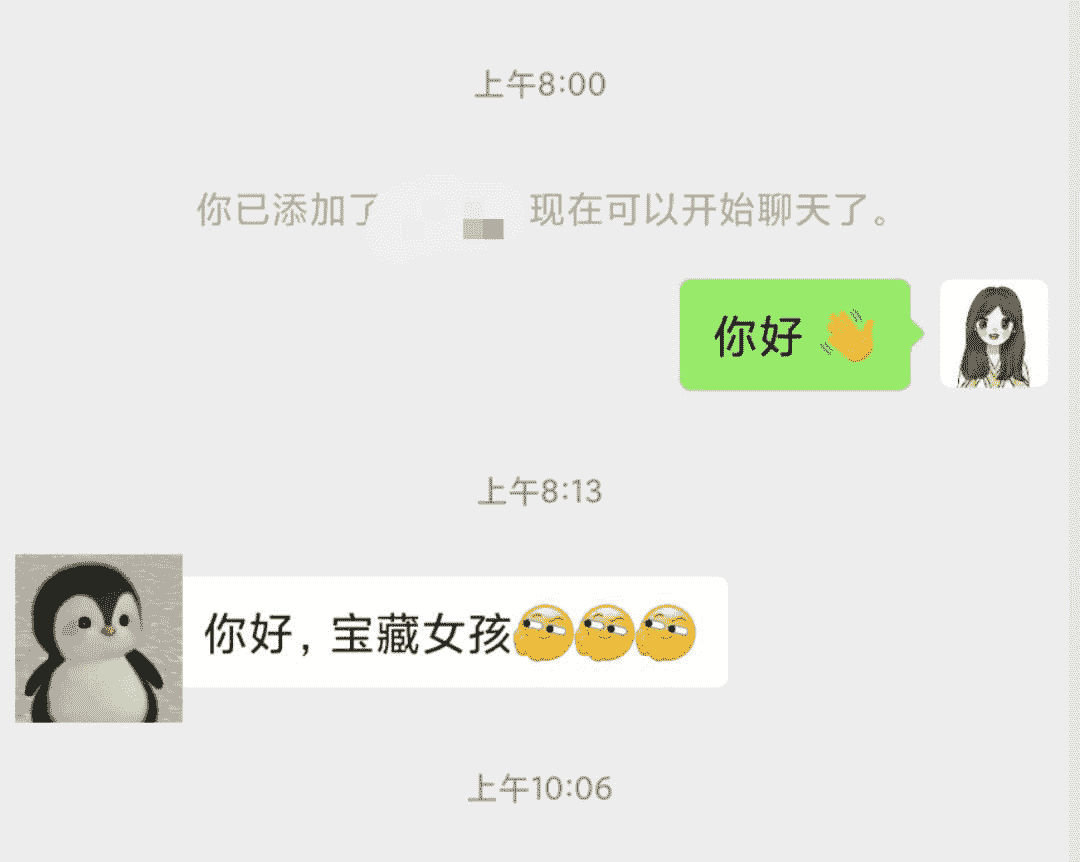 上午8:00
你已添加了 现在可以开始聊天了。
你好 👋
上午8:13
你好，宝藏女孩
上午10:06